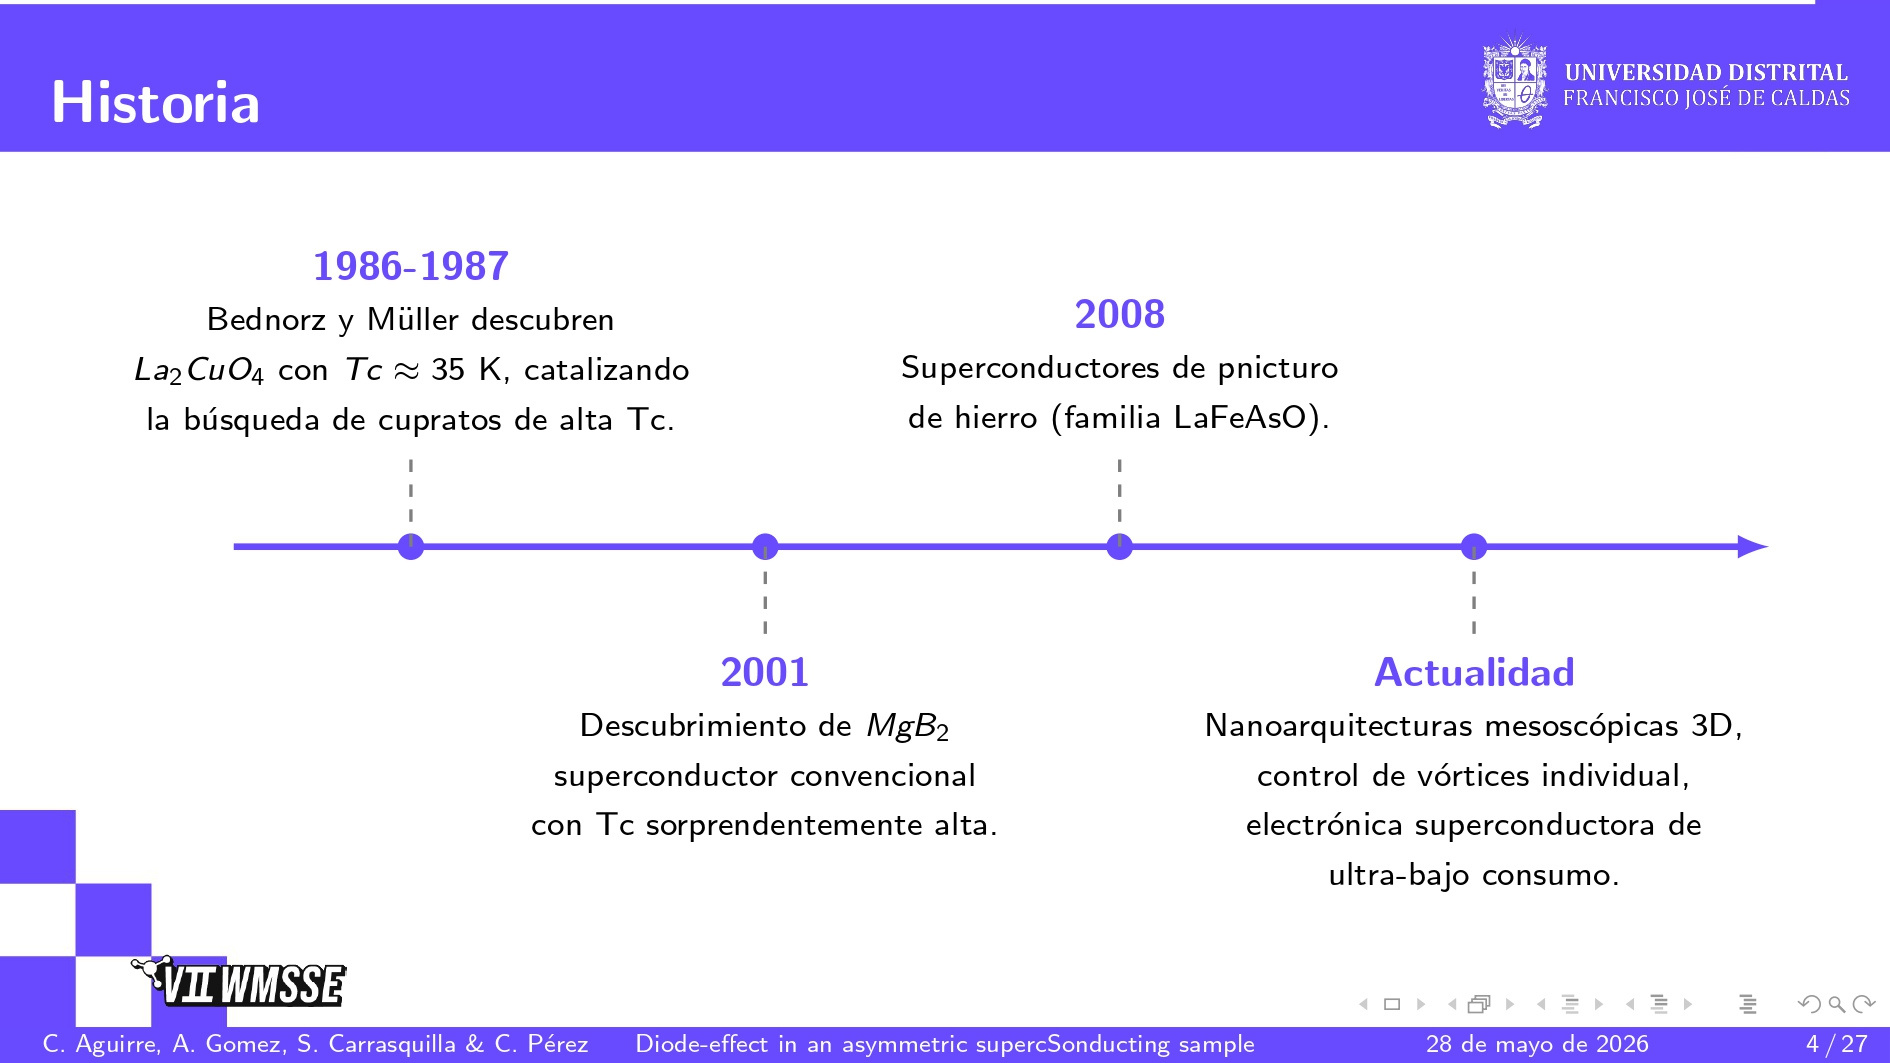 Historia
UNIVERSIDAD DISTRITAL
FRANCISCO JOSÉ DE CALDAS
1986-1987
Bednorz y Müller descubren
La₂CuO₄ con Tc ≈ 35 K, catalizando
la búsqueda de cupratos de alta Tc.
2008
Superconductores de pnicturo
de hierro (familia LaFeAsO).
2001
Descubrimiento de MgB₂
superconductor convencional
con Tc sorprendentemente alta.
Actualidad
Nanoarquitecturas mesoscópicas 3D,
control de vórtices individual,
electrónica superconductora de
ultra-bajo consumo.
VII WMSSE
C. Aguirre, A. Gomez, S. Carrasquilla & C. Pérez Diode-effect in an asymmetric supercSonducting sample 28 de mayo de 2026 4 / 27